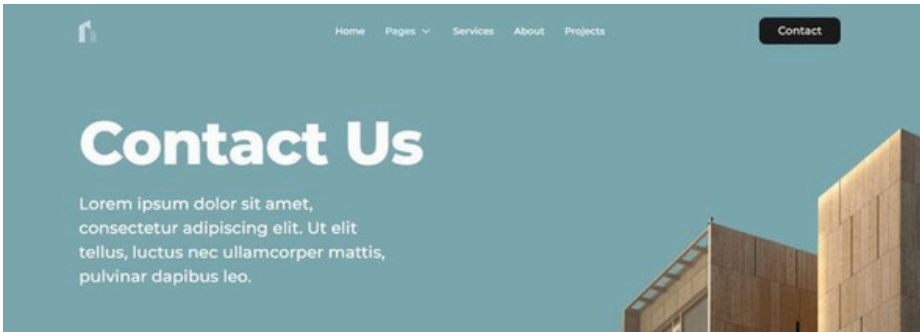 Home Pages Services About Projects Contact
Contact Us
Lorem ipsum dolor sit amet,
consectetur adipiscing elit. Ut elit
tellus, luctus nec ullamcorper mattis,
pulvinar dapibus leo.